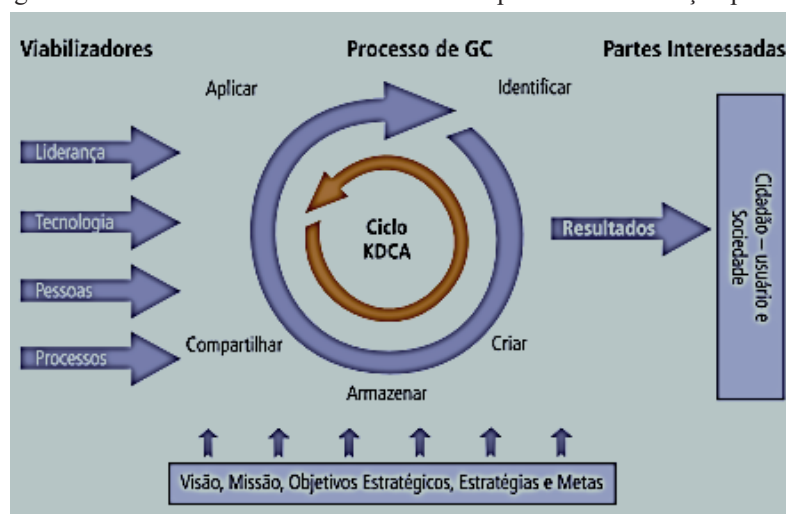 Viabilizadores
Processo de GC
Partes Interessadas
Aplicar
Identificar
Liderança
Tecnologia
Pessoas
Processos
Ciclo
KDCA
Compartilhar
Armazenar
Criar
Resultados
Cidadão – usuário e
Sociedade
Visão, Missão, Objetivos Estratégicos, Estratégias e Metas